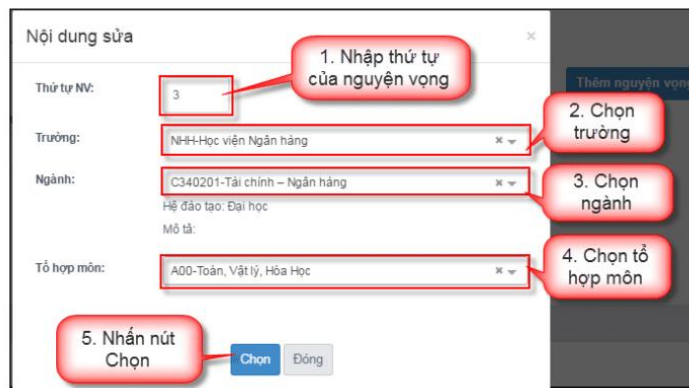 Nội dung sửa
×
1. Nhập thứ tự
của nguyện vọng
Thứ tự NV:
3
Thêm nguyện vọng
2. Chọn
trường
Trường:
NHH-Học viện Ngân hàng
3. Chọn
ngành
Ngành:
C340201-Tài chính – Ngân hàng
Hệ đào tạo: Đại học
Mô tả:
4. Chọn tổ
hợp môn
Tổ hợp môn:
A00-Toán, Vật lý, Hóa Học
5. Nhấn nút
Chọn
Chọn
Đóng